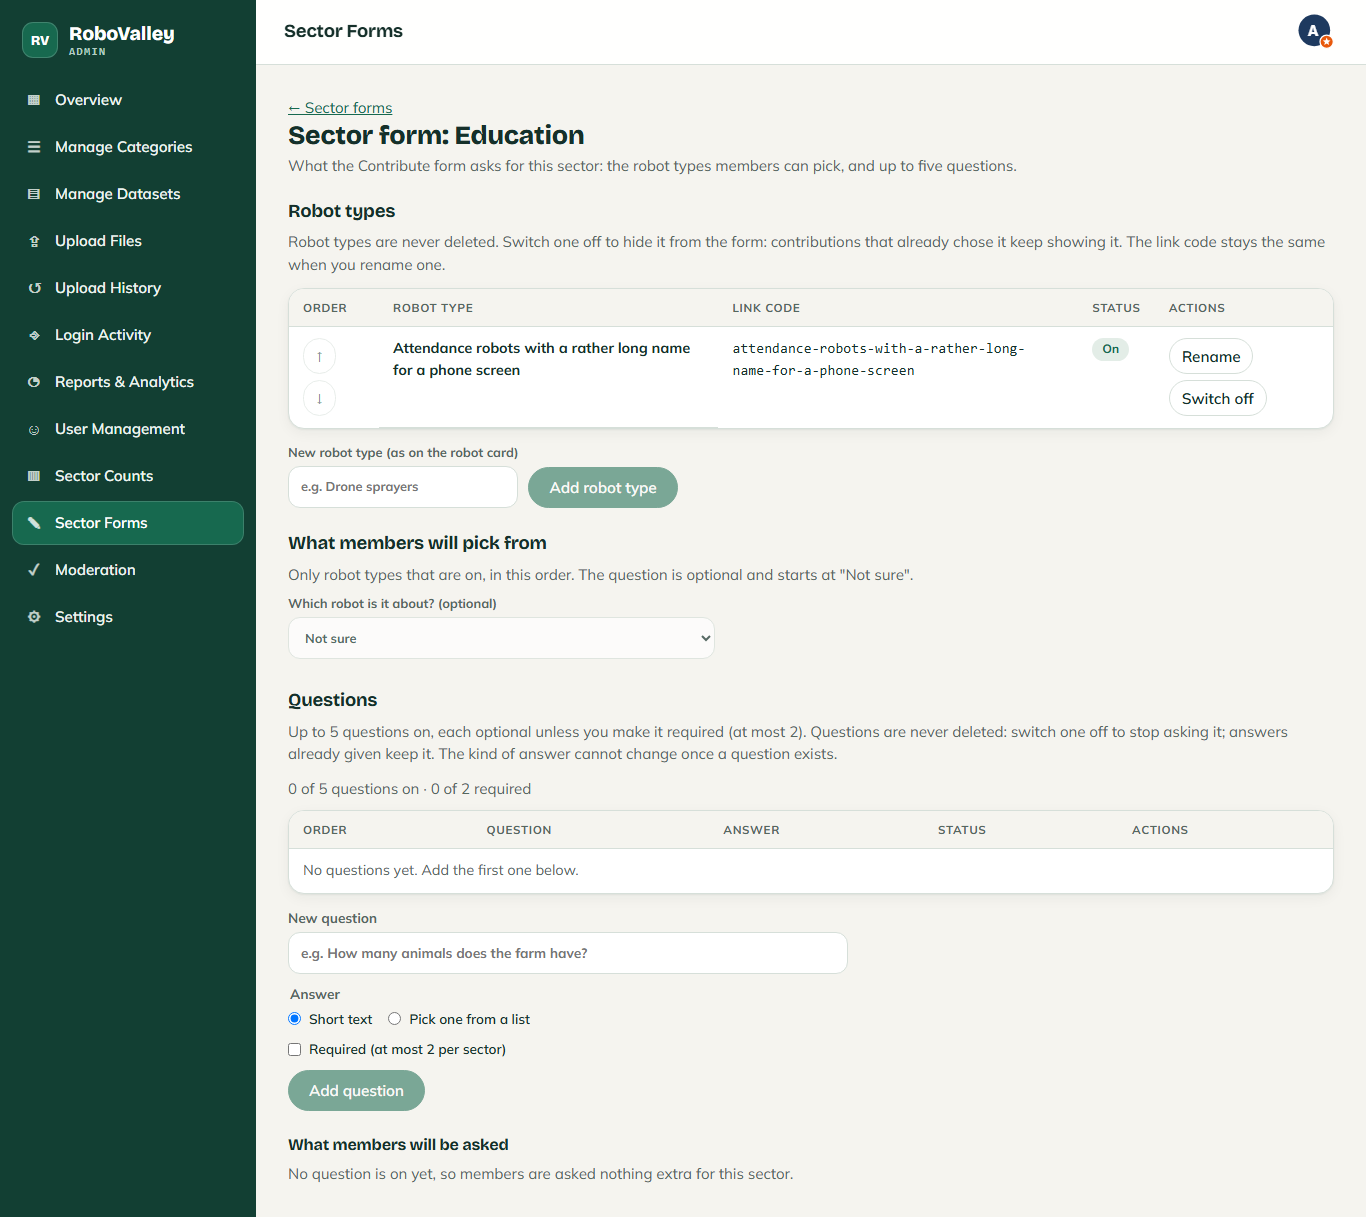 RV
RoboValley
ADMIN
Overview
Manage Categories
Manage Datasets
Upload Files
Upload History
Login Activity
Reports & Analytics
User Management
Sector Counts
Sector Forms
Moderation
Settings
Sector Forms
A
← Sector forms
Sector form: Education
What the Contribute form asks for this sector: the robot types members can pick, and up to five questions.
Robot types
Robot types are never deleted. Switch one off to hide it from the form: contributions that already chose it keep showing it. The link code stays the same
when you rename one.
ORDER ROBOT TYPE LINK CODE STATUS ACTIONS
↑
Attendance robots with a rather long name
for a phone screen
attendance-robots-with-a-rather-long-
name-for-a-phone-screen
On
Rename
↓
Switch off
New robot type (as on the robot card)
e.g. Drone sprayers
Add robot type
What members will pick from
Only robot types that are on, in this order. The question is optional and starts at "Not sure".
Which robot is it about? (optional)
Not sure
Questions
Up to 5 questions on, each optional unless you make it required (at most 2). Questions are never deleted: switch one off to stop asking it; answers
already given keep it. The kind of answer cannot change once a question exists.
0 of 5 questions on · 0 of 2 required
ORDER QUESTION ANSWER STATUS ACTIONS
No questions yet. Add the first one below.
New question
e.g. How many animals does the farm have?
Answer
Short text Pick one from a list
Required (at most 2 per sector)
Add question
What members will be asked
No question is on yet, so members are asked nothing extra for this sector.